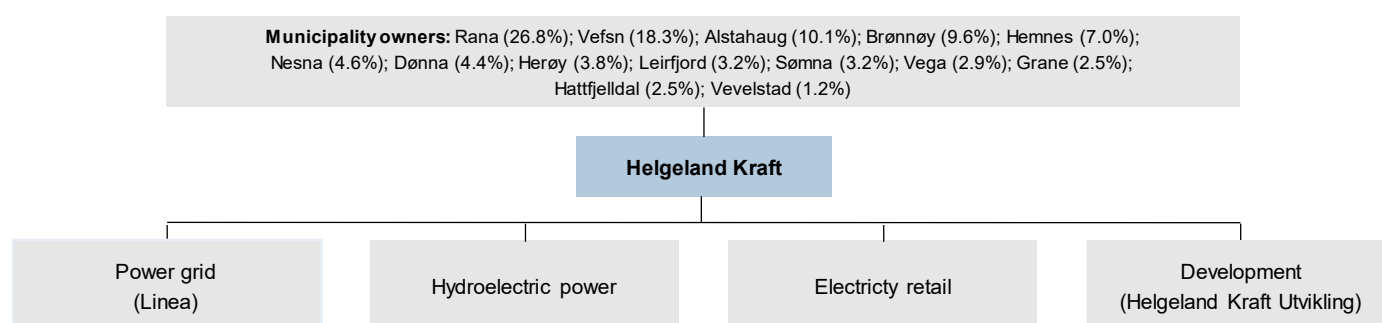 Municipality owners: Rana (26.8%); Vefsn (18.3%); Alstahaug (10.1%); Brønnøy (9.6%); Hemnes (7.0%);
Nesna (4.6%); Dønna (4.4%); Herøy (3.8%); Leirfjord (3.2%); Sømna (3.2%); Vega (2.9%); Grane (2.5%);
Hattfjelldal (2.5%); Vevelstad (1.2%)
Helgeland Kraft
Power grid
(Linea)
Hydroelectric power
Electricty retail
Development
(Helgeland Kraft Utvikling)